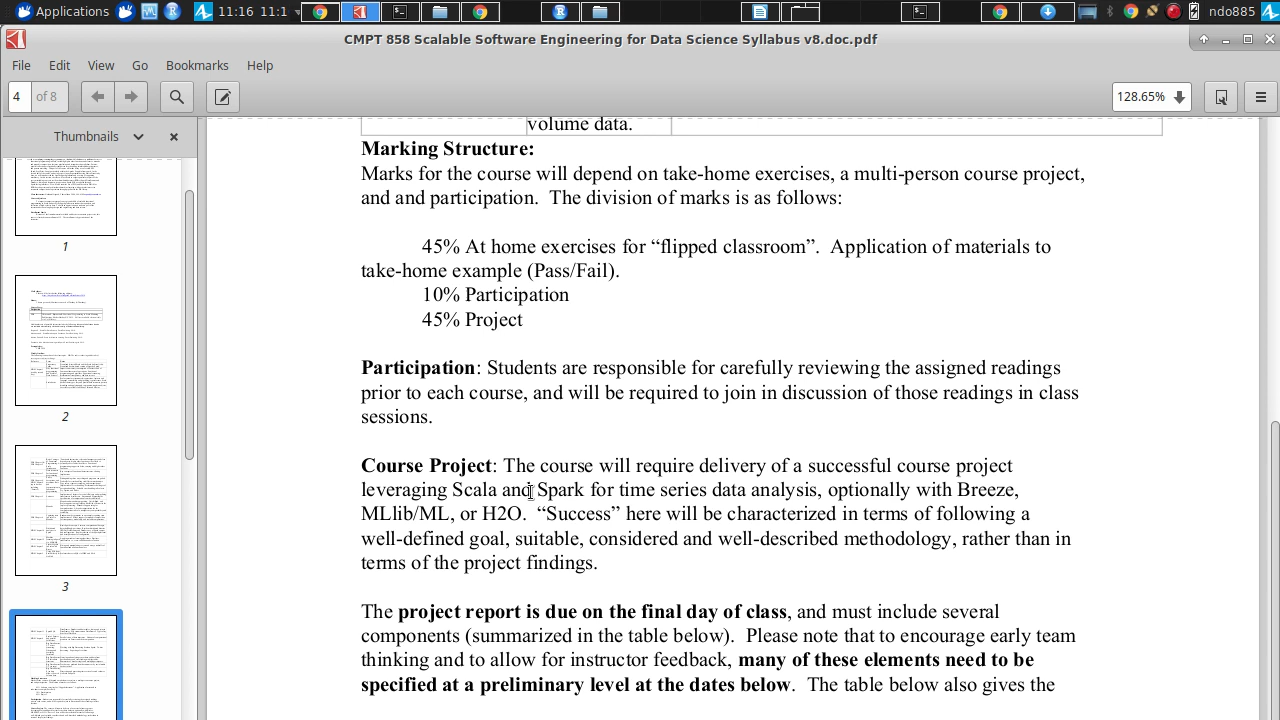 Applications 11:16 11:1 ndo885
CMPT 858 Scalable Software Engineering for Data Science Syllabus v8.doc.pdf
File Edit View Go Bookmarks Help
4 of 8 128.65%
Thumbnails
1
2
3
volume data.
Marking Structure:
Marks for the course will depend on take-home exercises, a multi-person course project,
and and participation. The division of marks is as follows:
45% At home exercises for “flipped classroom”. Application of materials to
take-home example (Pass/Fail).
10% Participation
45% Project
Participation: Students are responsible for carefully reviewing the assigned readings
prior to each course, and will be required to join in discussion of those readings in class
sessions.
Course Project: The course will require delivery of a successful course project
leveraging Scala and Spark for time series data analysis, optionally with Breeze,
MLlib/ML, or H2O. “Success” here will be characterized in terms of following a
well-defined goal, suitable, considered and well-described methodology, rather than in
terms of the project findings.
The project report is due on the final day of class, and must include several
components (summarized in the table below). Please note that to encourage early team
thinking and to allow for instructor feedback, many of these elements need to be
specified at a preliminary level at the dates below. The table below also gives the